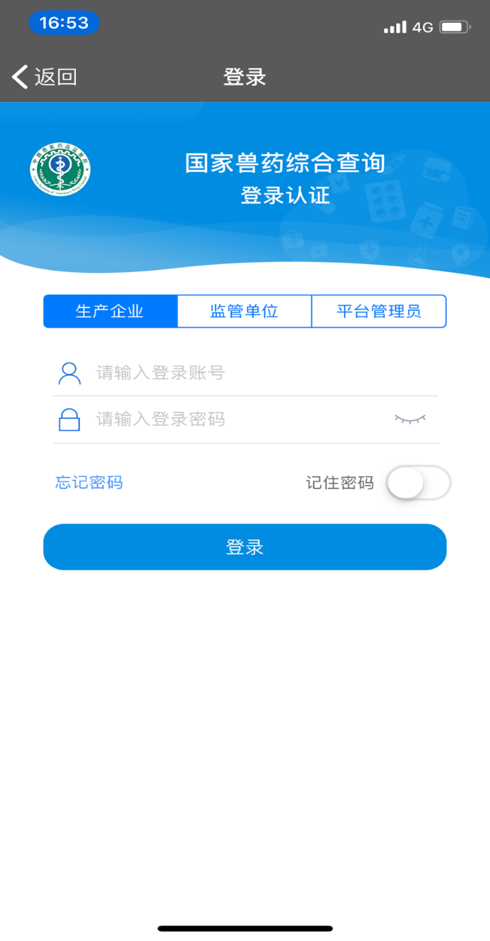 16:53
4G
返回
登录
国家兽药综合查询
登录认证
生产企业
监管单位
平台管理员
请输入登录账号
请输入登录密码
忘记密码
记住密码
登录